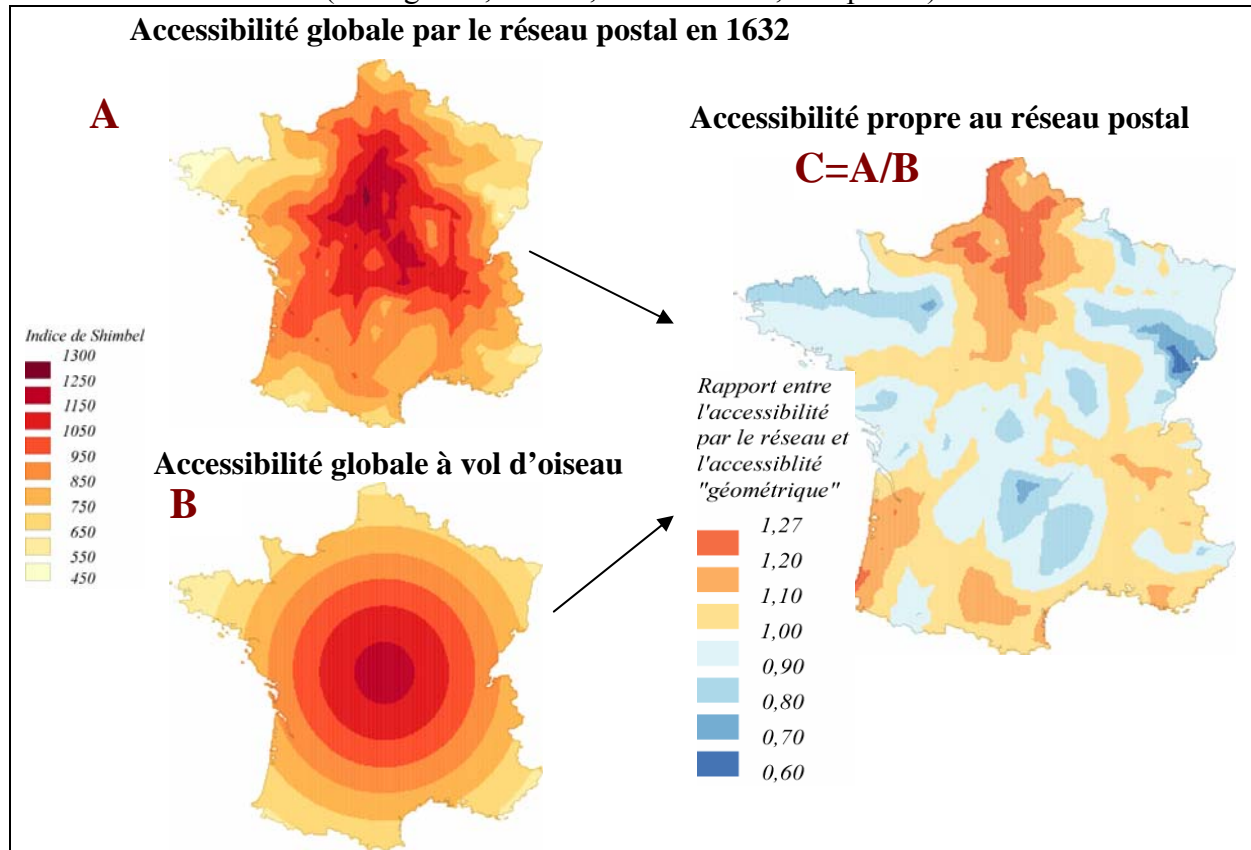 Accessibilité globale par le réseau postal en 1632
A
Accessibilité propre au réseau postal
C=A/B
Indice de Shimbel
1300
1250
1150
1050
950
850
750
650
550
450
Accessibilité globale à vol d’oiseau
B
Rapport entre
l'accessibilité
par le réseau et
l'accessiblité
"géométrique"
1,27
1,20
1,10
1,00
0,90
0,80
0,70
0,60